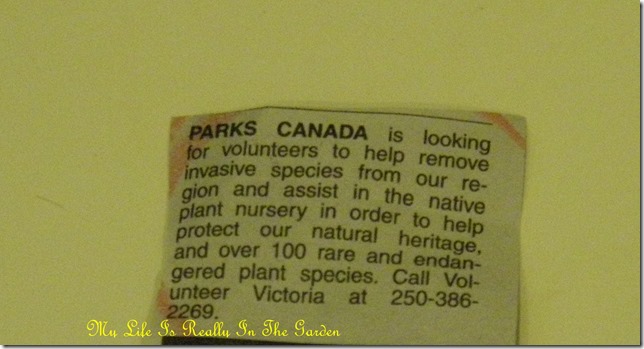 PARKS CANADA is looking
for volunteers to help remove
invasive species from our re-
gion and assist in the native
plant nursery in order to help
protect our natural heritage,
and over 100 rare and endan-
gered plant species. Call Vol-
unteer Victoria at 250-386-
2269.
My Life Is Really In The Garden